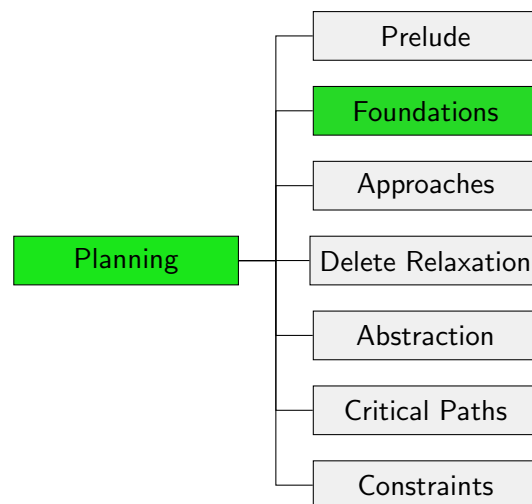 Prelude
Foundations
Approaches
Planning
Delete Relaxation
Abstraction
Critical Paths
Constraints